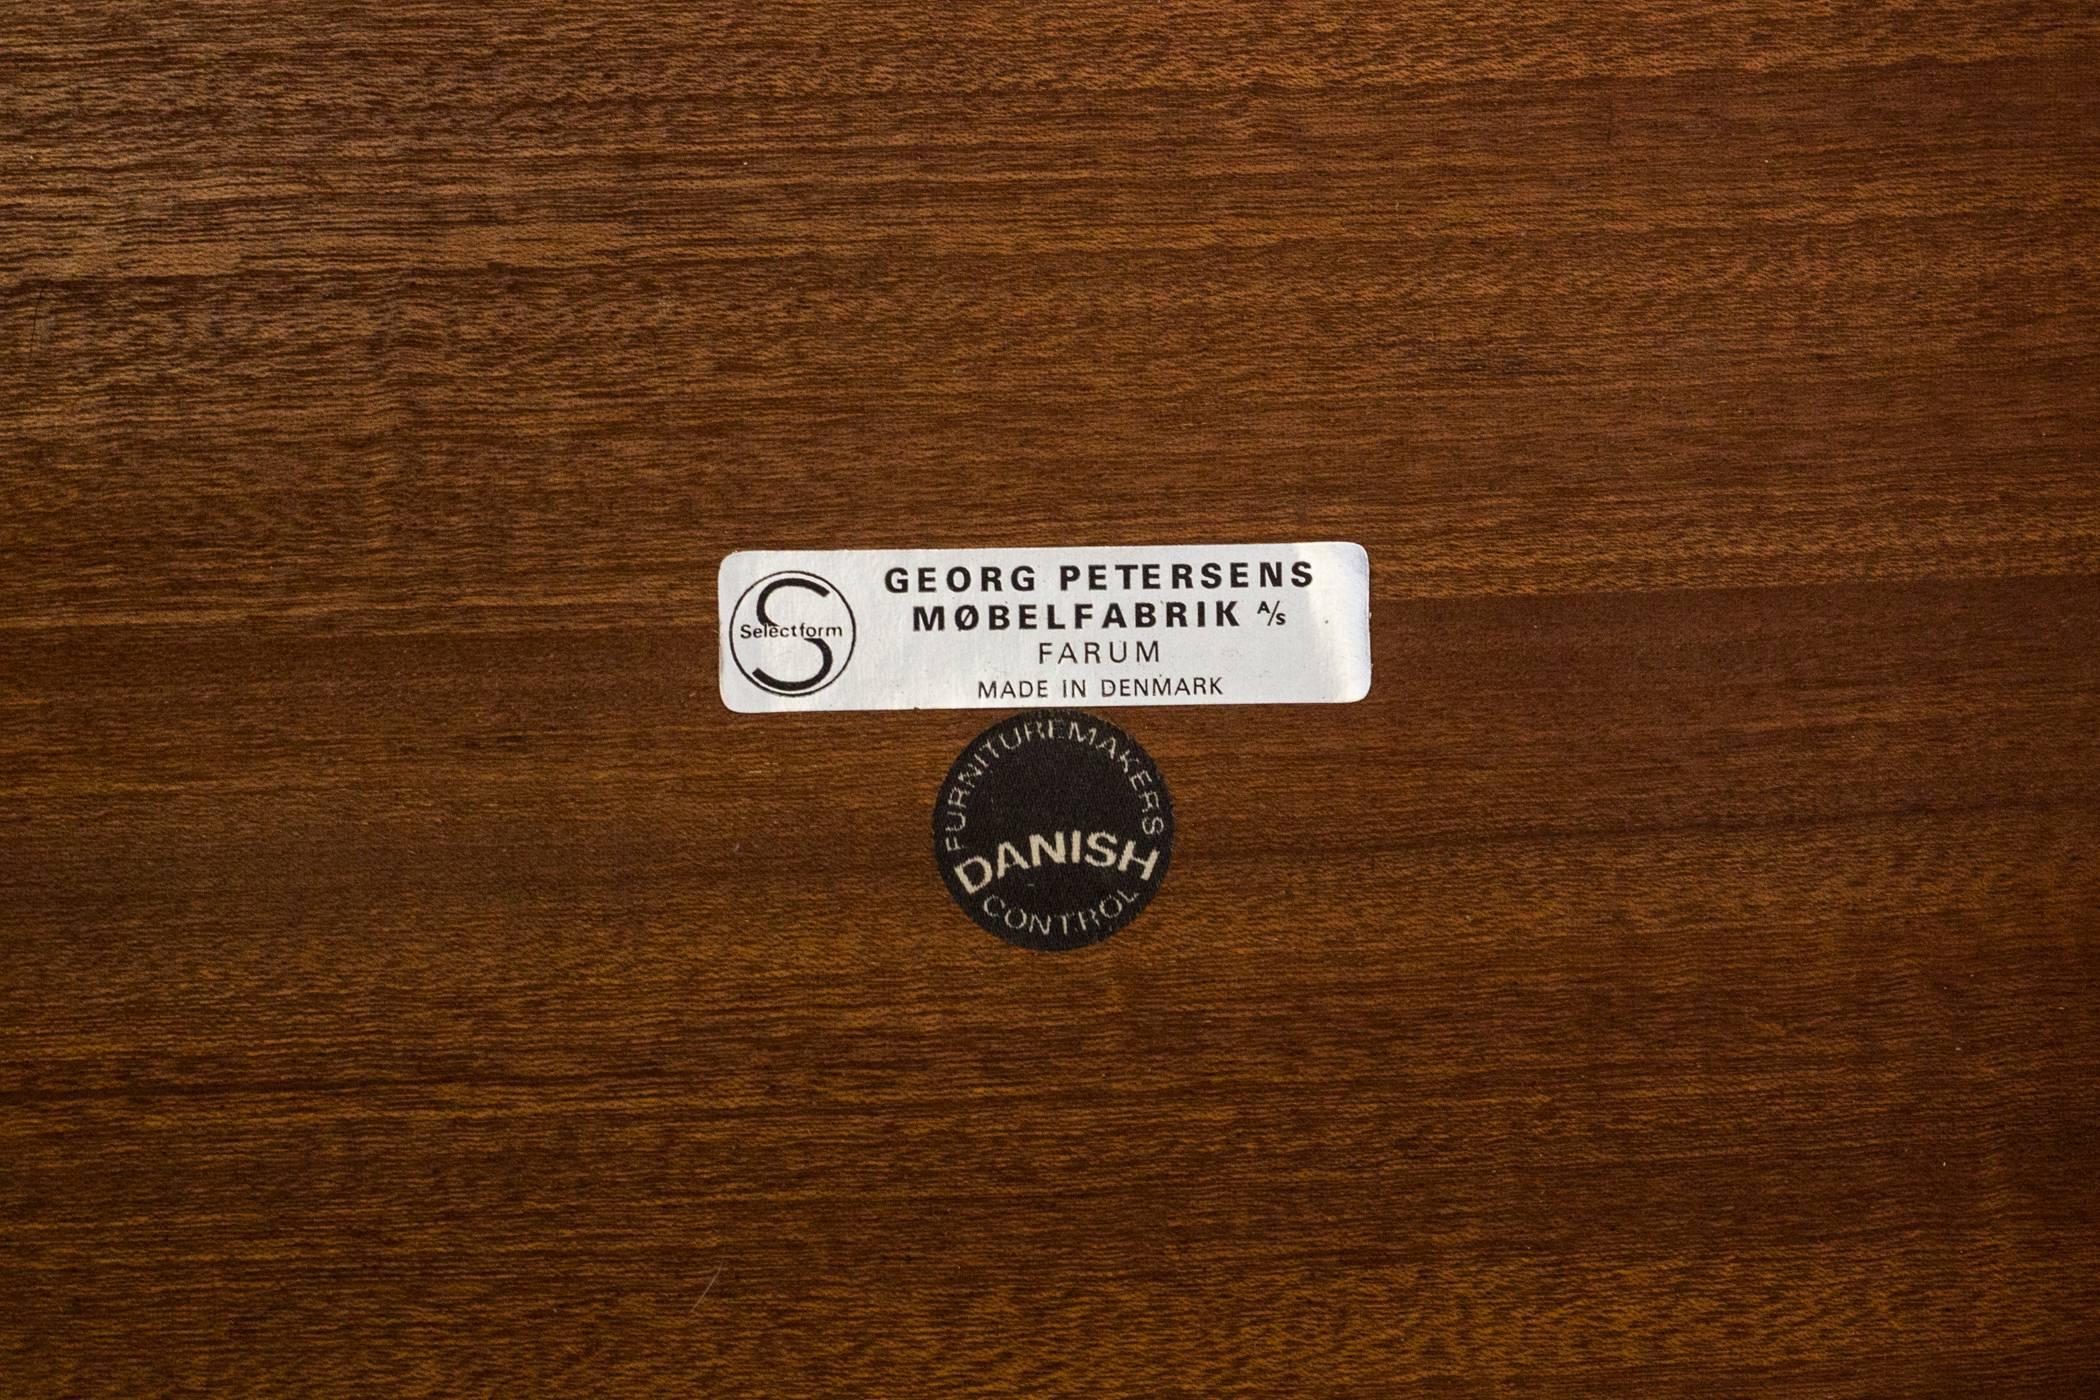 Selectform
GEORG PETERSENS
MØBELFABRIK A/S
FARUM
MADE IN DENMARK
FURNITUREMAKERS
DANISH
CONTROL